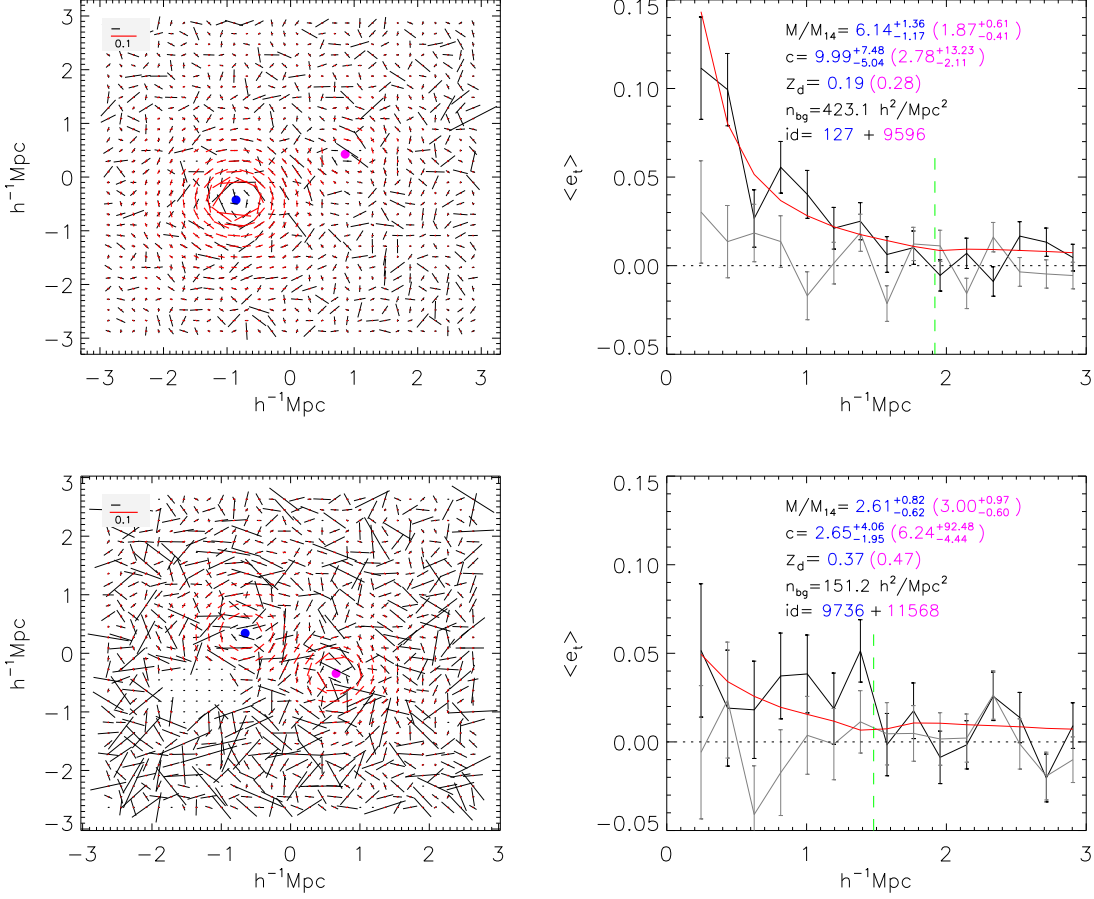 3
2
1
0
−1
−2
−3
h⁻¹Mpc
0.1
−3 −2 −1 0 1 2 3
h⁻¹Mpc
0.15
0.10
0.05
0.00
−0.05
<eₜ>
M/M₁₄= 6.14⁺¹·³⁶₋₁.₁₇ (1.87⁺⁰·⁶¹₋₀.₄₁)
c= 9.99⁺⁷·⁴⁸₋₅.₀₄ (2.78⁺¹³·²³₋₂.₁₁)
z_d= 0.19 (0.28)
n_bg=423.1 h²/Mpc²
id= 127 + 9596
0 1 2 3
h⁻¹Mpc
3
2
1
0
−1
−2
−3
h⁻¹Mpc
0.1
−3 −2 −1 0 1 2 3
h⁻¹Mpc
0.15
0.10
0.05
0.00
−0.05
<eₜ>
M/M₁₄= 2.61⁺⁰·⁸²₋₀.₆₂ (3.00⁺⁰·⁹⁷₋₀.₆₀)
c= 2.65⁺⁴·⁰⁶₋₁.₉₅ (6.24⁺⁹²·⁴⁸₋₄.₄₄)
z_d= 0.37 (0.47)
n_bg=151.2 h²/Mpc²
id= 9736 + 11568
0 1 2 3
h⁻¹Mpc